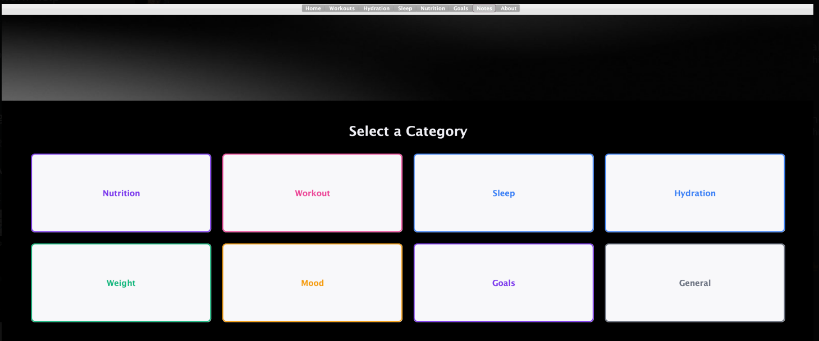 Home Workouts Hydration Sleep Nutrition Goals Notes About
Select a Category
Nutrition Workout Sleep Hydration
Weight Mood Goals General